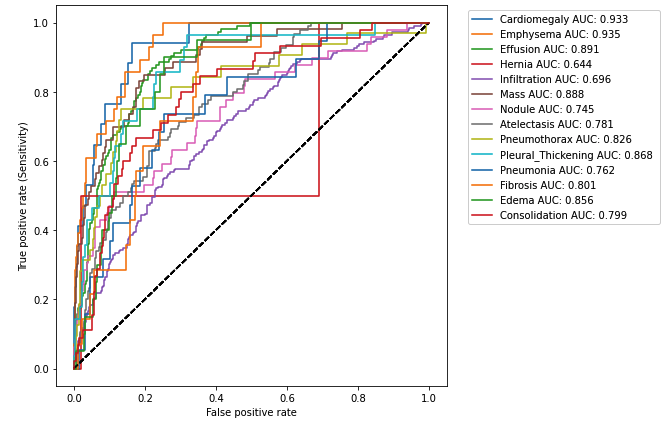 True positive rate (Sensitivity)
1.0
0.8
0.6
0.4
0.2
0.0
0.0 0.2 0.4 0.6 0.8 1.0
False positive rate
Cardiomegaly AUC: 0.933
Emphysema AUC: 0.935
Effusion AUC: 0.891
Hernia AUC: 0.644
Infiltration AUC: 0.696
Mass AUC: 0.888
Nodule AUC: 0.745
Atelectasis AUC: 0.781
Pneumothorax AUC: 0.826
Pleural_Thickening AUC: 0.868
Pneumonia AUC: 0.762
Fibrosis AUC: 0.801
Edema AUC: 0.856
Consolidation AUC: 0.799